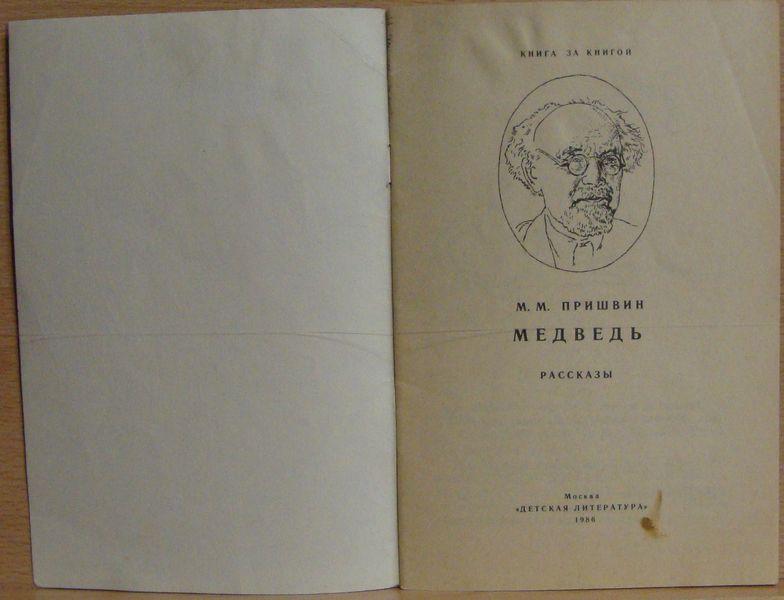 КНИГА ЗА КНИГОЙ
М. М. ПРИШВИН
МЕДВЕДЬ
РАССКАЗЫ
Москва
«ДЕТСКАЯ ЛИТЕРАТУРА»
1986